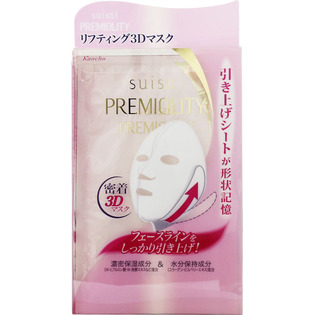 suisai
PREMIOLITY
リフティング3Dマスク
Kanebo
suisai
PREMIOLITY
PREMIOLITY
引き上げシートが形状記憶
密着
3D
マスク
フェースラインを
しっかり引き上げ!
濃密保湿成分 & 水分保持成分